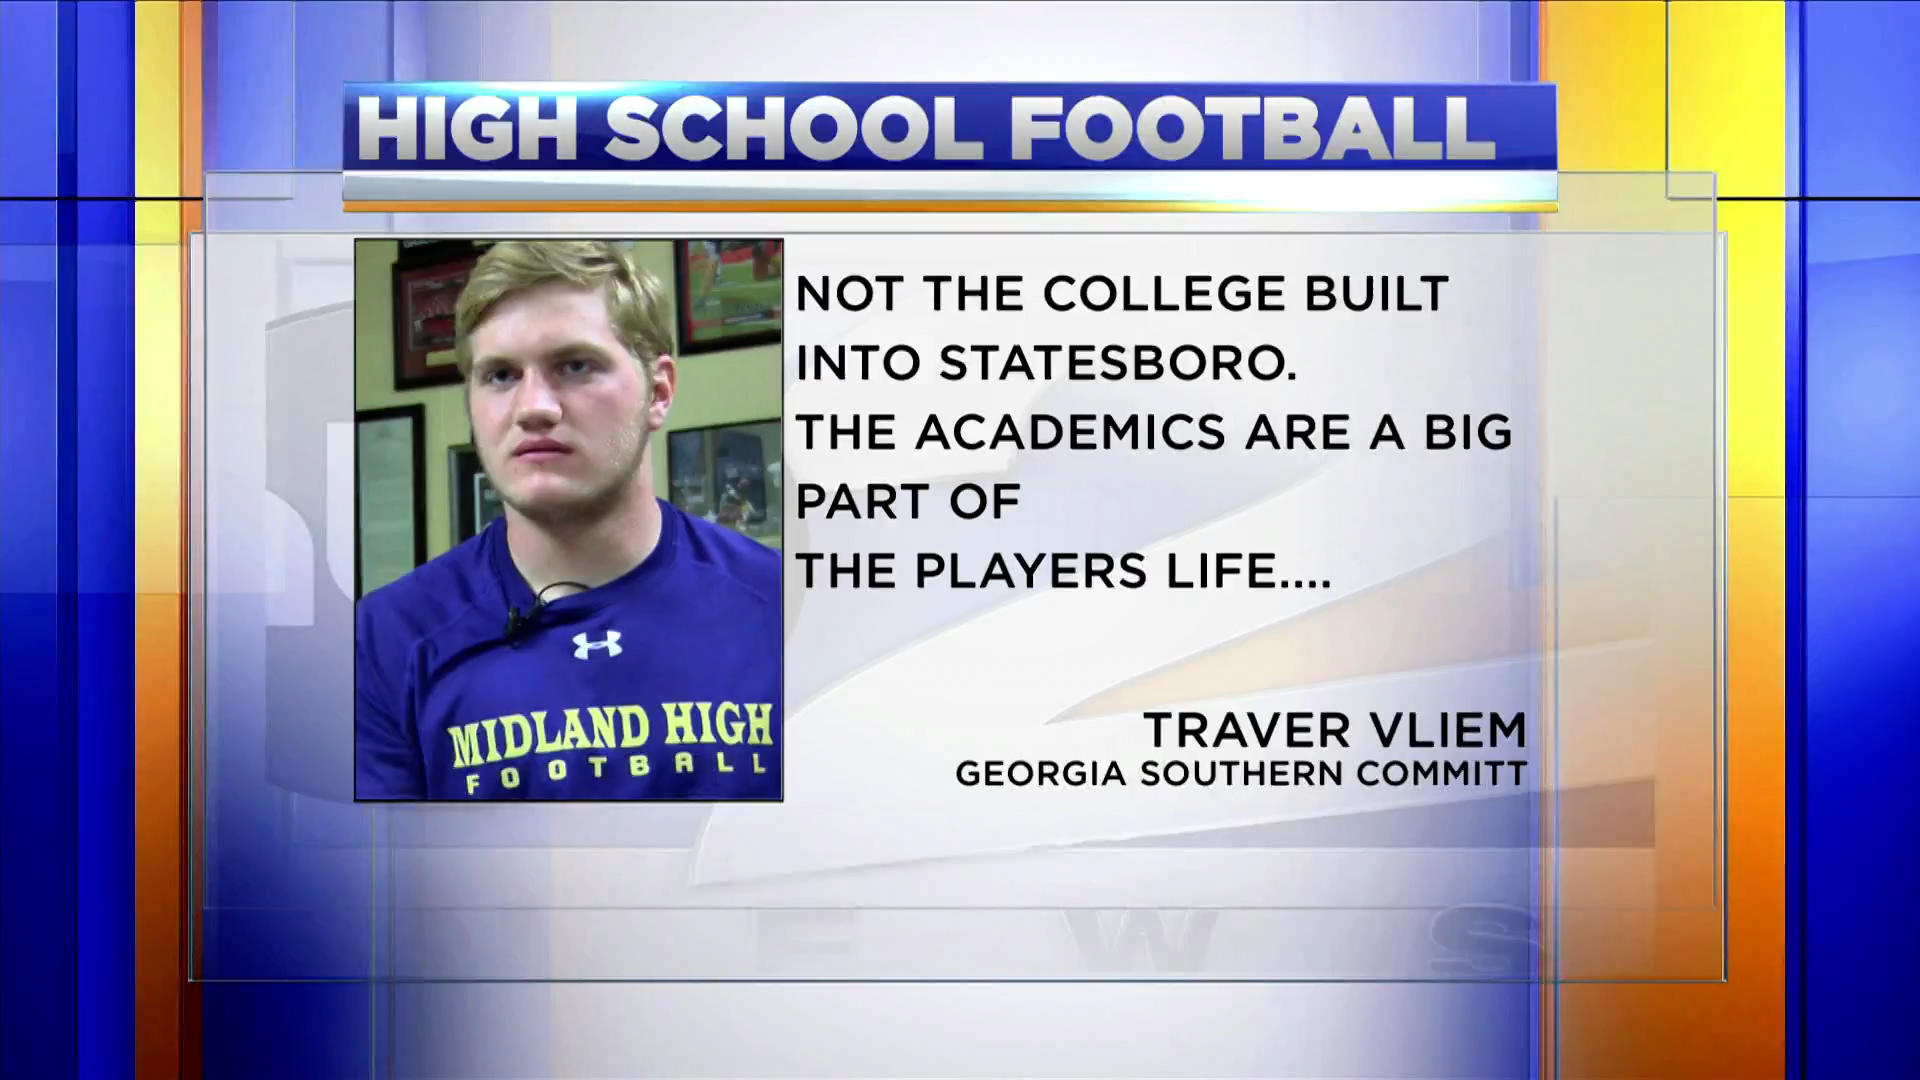 HIGH SCHOOL FOOTBALL
NOT THE COLLEGE BUILT
INTO STATESBORO.
THE ACADEMICS ARE A BIG
PART OF
THE PLAYERS LIFE....
TRAVER VLIEM
GEORGIA SOUTHERN COMMITT
MIDLAND HIGH
FOOTBALL
E W S